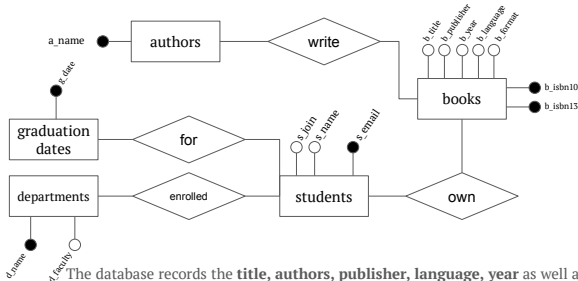 b_title
b_publisher
b_year
b_language
b_format
a_name
authors
write
g_date
books
b_isbn10
b_isbn13
graduation
dates
for
s_join
s_name
s_email
departments
enrolled
students
own
d_name
d_faculty
The database records the title, authors, publisher, language, year as well a